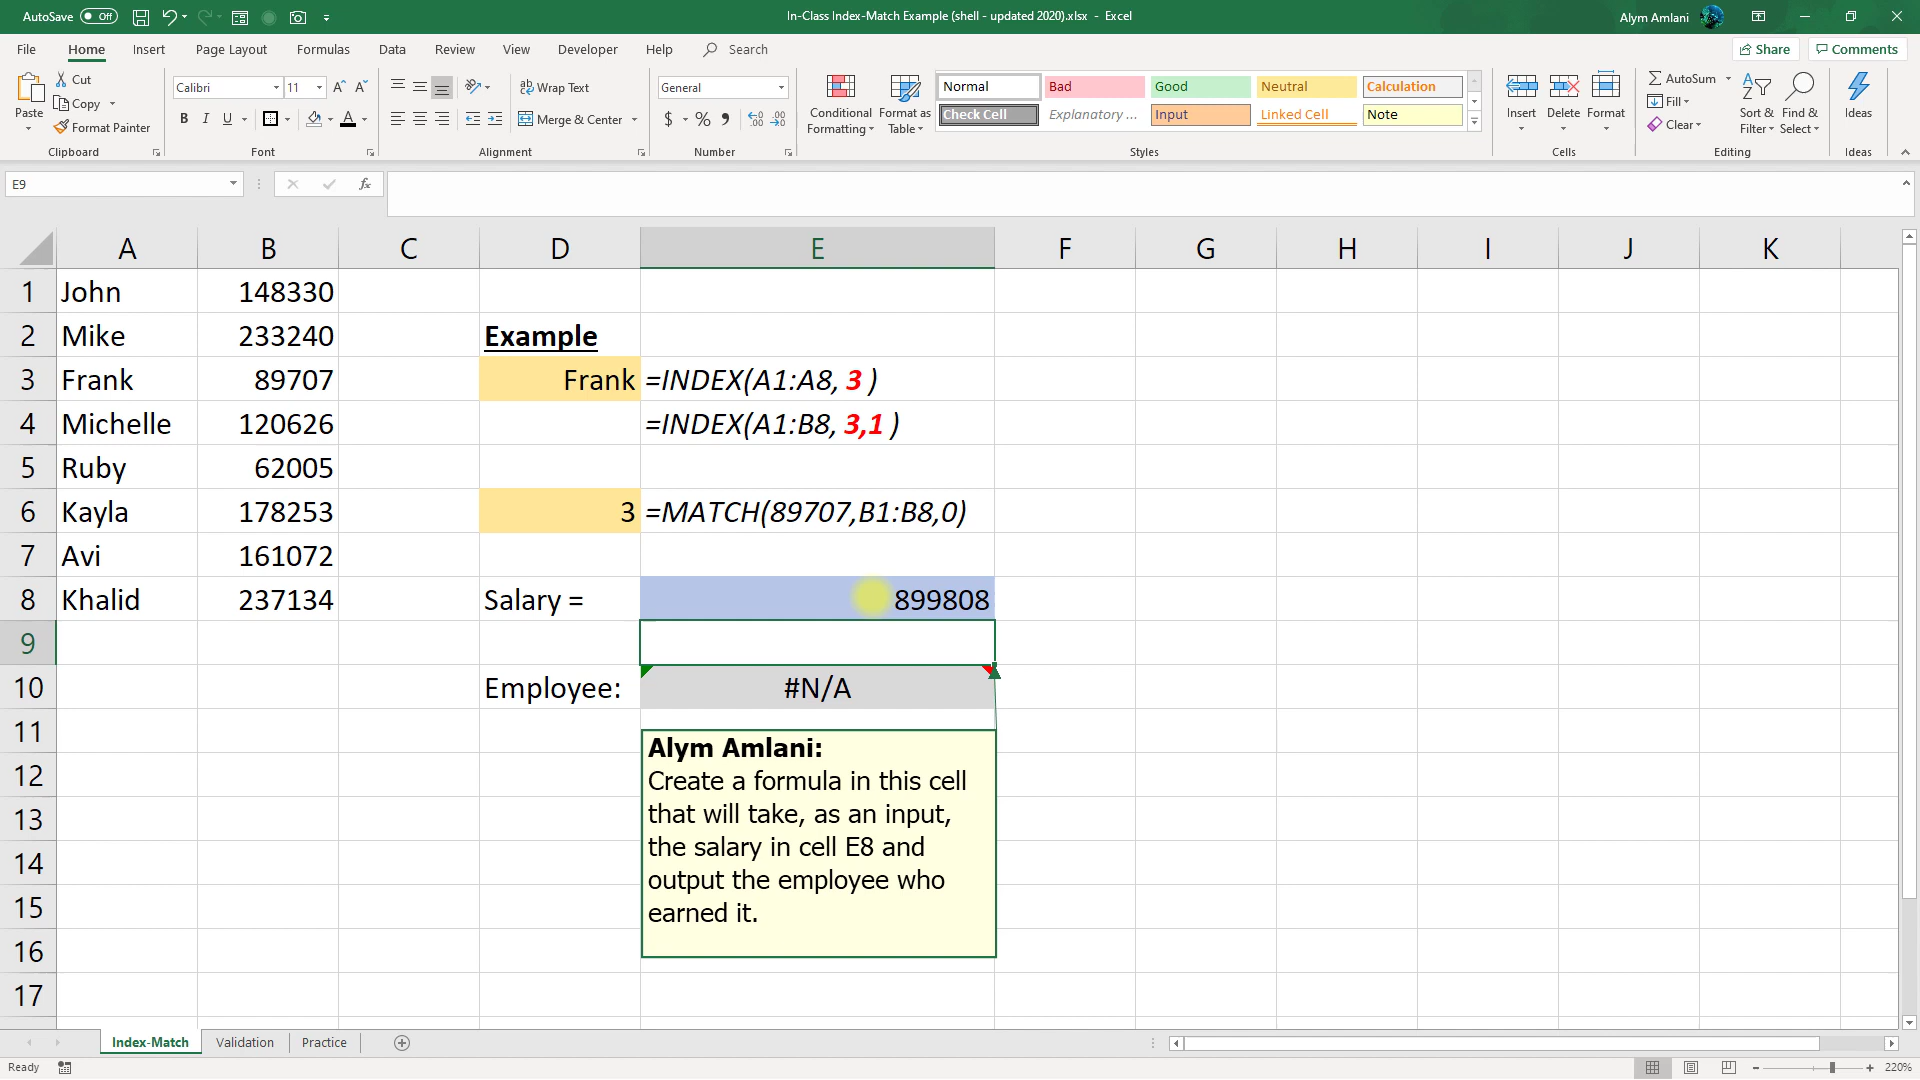 AutoSave Off
In-Class Index-Match Example (shell - updated 2020).xlsx - Excel
Alym Amlani
File Home Insert Page Layout Formulas Data Review View Developer Help Search
Share Comments
Paste
Cut
Copy
Format Painter
Clipboard
Calibri 11
B I U
Font
Wrap Text
Merge & Center
Alignment
General
$ % 9
Number
Conditional Formatting
Format as Table
Normal Bad Good Neutral Calculation
Check Cell Explanatory ... Input Linked Cell Note
Styles
Insert Delete Format
Cells
AutoSum
Fill
Clear
Sort & Filter
Find & Select
Editing
Ideas
Ideas
E9 fx
A B C D E F G H I J K
1 John 148330
2 Mike 233240 Example
3 Frank 89707 Frank =INDEX(A1:A8, 3 )
4 Michelle 120626 =INDEX(A1:B8, 3,1 )
5 Ruby 62005
6 Kayla 178253 3 =MATCH(89707,B1:B8,0)
7 Avi 161072
8 Khalid 237134 Salary = 899808
9
10 Employee: #N/A
11
12
13
14
15
16
17
Alym Amlani:
Create a formula in this cell
that will take, as an input,
the salary in cell E8 and
output the employee who
earned it.
Index-Match Validation Practice
Ready
220%